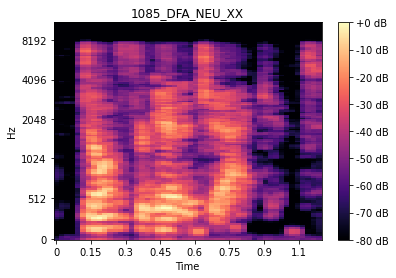 1085_DFA_NEU_XX
8192
4096
2048
1024
512
0
Hz
0
0.15
0.3
0.45
0.6
0.75
0.9
1.1
Time
+0 dB
-10 dB
-20 dB
-30 dB
-40 dB
-50 dB
-60 dB
-70 dB
-80 dB